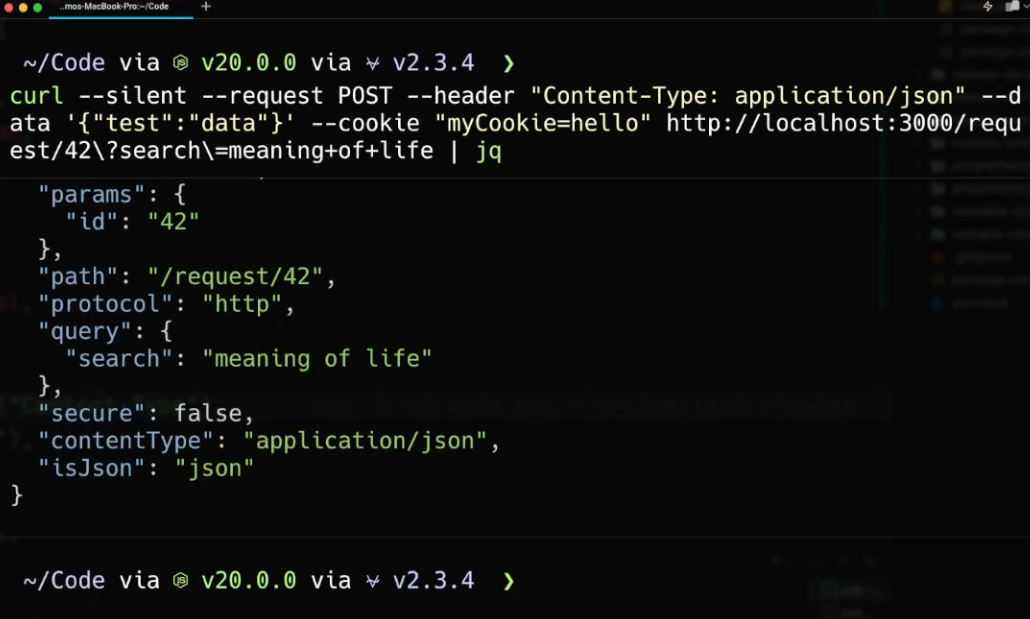 ..mos-MacBook-Pro:~/Code +
~/Code via v20.0.0 via v2.3.4 ❯
curl --silent --request POST --header "Content-Type: application/json" --d
ata '{"test":"data"}' --cookie "myCookie=hello" http://localhost:3000/requ
est/42\?search\=meaning+of+life | jq
"params": {
"id": "42"
},
"path": "/request/42",
"protocol": "http",
"query": {
"search": "meaning of life"
},
"secure": false,
"contentType": "application/json",
"isJson": "json"
}
~/Code via v20.0.0 via v2.3.4 ❯